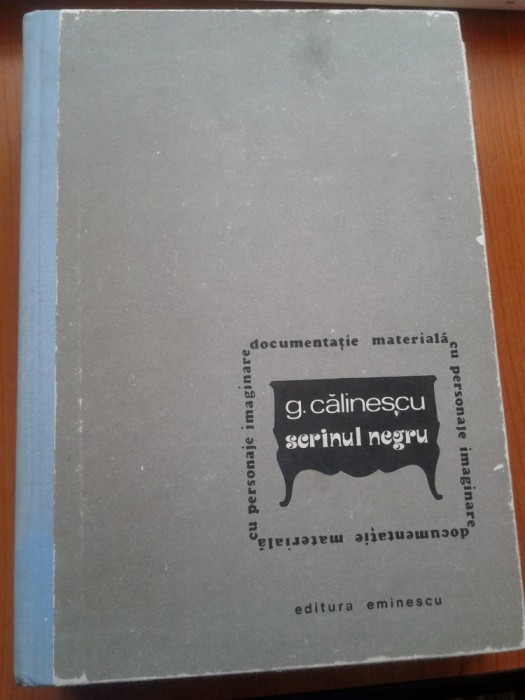 documentație materială
cu personaje imaginare
documentație materială
cu personaje imaginare
g. călinescu
scrinul negru
editura eminescu